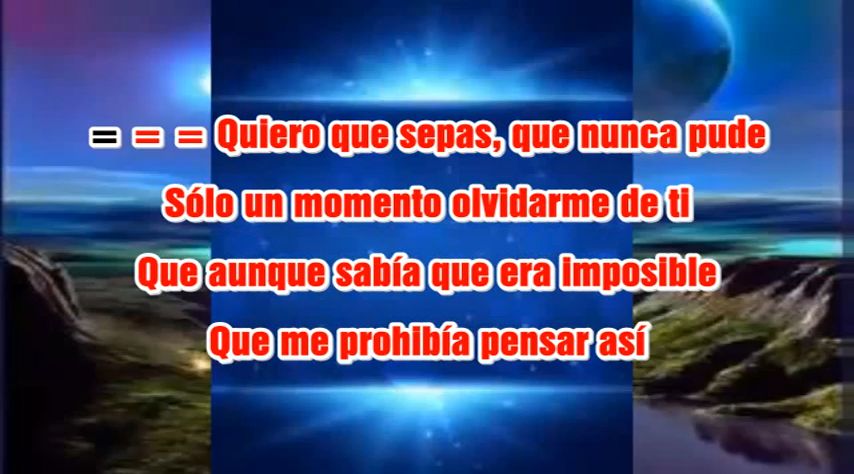 = = = Quiero que sepas, que nunca pude
Sólo un momento olvidarme de ti
Que aunque sabía que era imposible
Que me prohibía pensar así